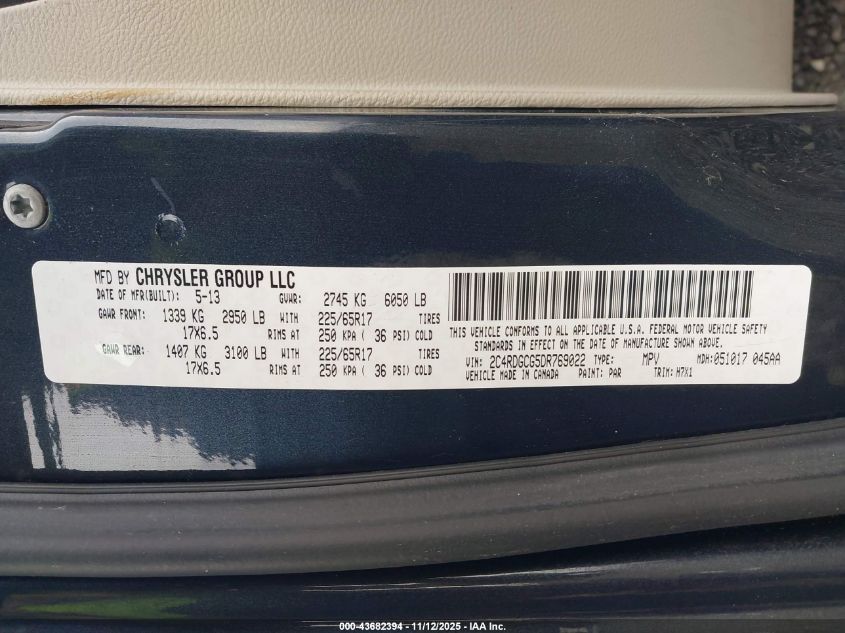 MFD BY CHRYSLER GROUP LLC
DATE OF MFR(BUILT): 5-13 GVWR: 2745 KG 6050 LB
GAWR FRONT: 1339 KG 2950 LB WITH 225/65R17 TIRES
17X6.5 RIMS AT 250 KPA ( 36 PSI) COLD
GAWR REAR: 1407 KG 3100 LB WITH 225/65R17 TIRES
17X6.5 RIMS AT 250 KPA ( 36 PSI) COLD
THIS VEHICLE CONFORMS TO ALL APPLICABLE U.S.A. FEDERAL MOTOR VEHICLE SAFETY
STANDARDS IN EFFECT ON THE DATE OF MANUFACTURE SHOWN ABOVE.
VIN: 2C4RDGCG5DR769022 TYPE: MPV MDH:051017 045AA
VEHICLE MADE IN CANADA PAINT: PAR TRIM: H7X1
000-43682394 - 11/12/2025 - IAA Inc.